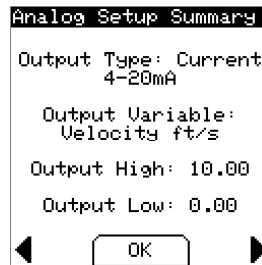 Analog Setup Summary
Output Type: Current
4-20mA
Output Variable:
Velocity ft/s
Output High: 10.00
Output Low: 0.00
OK